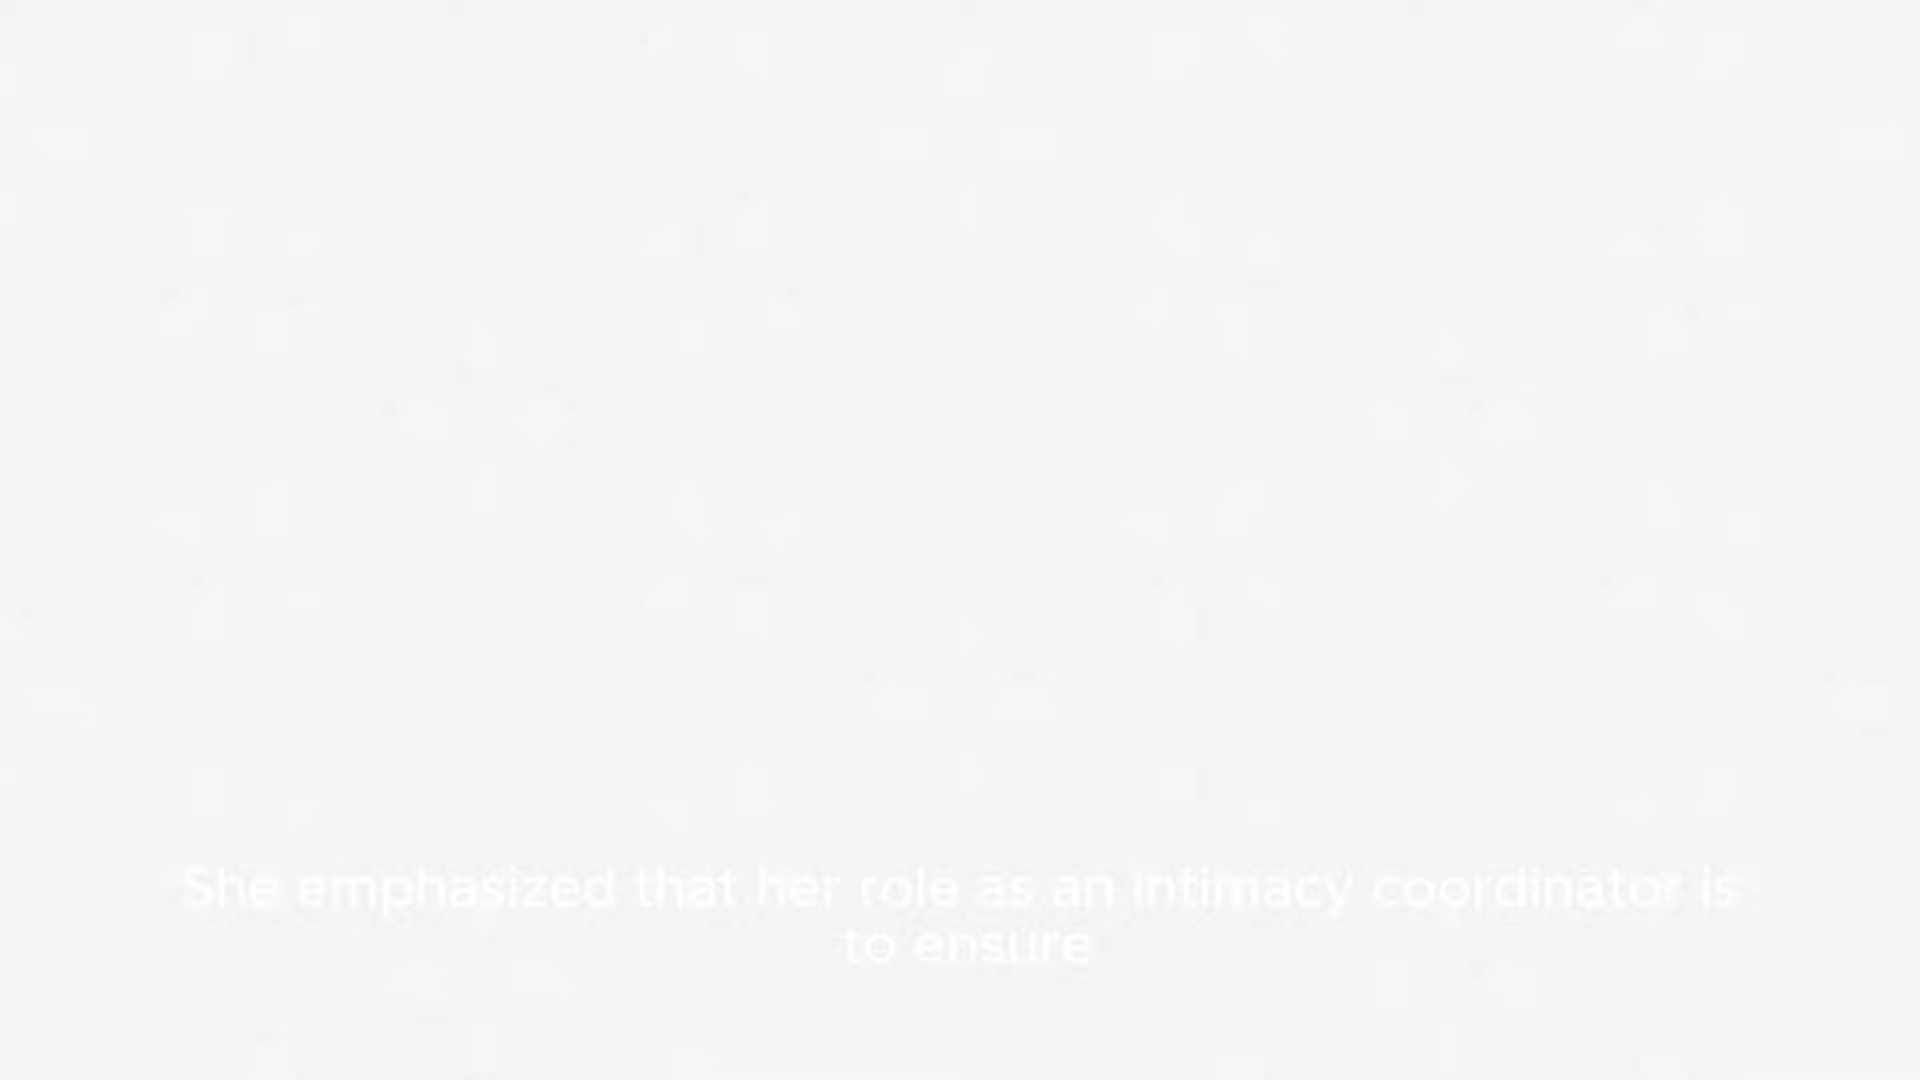 She emphasized that her role as an intimacy coordinator is
to ensure